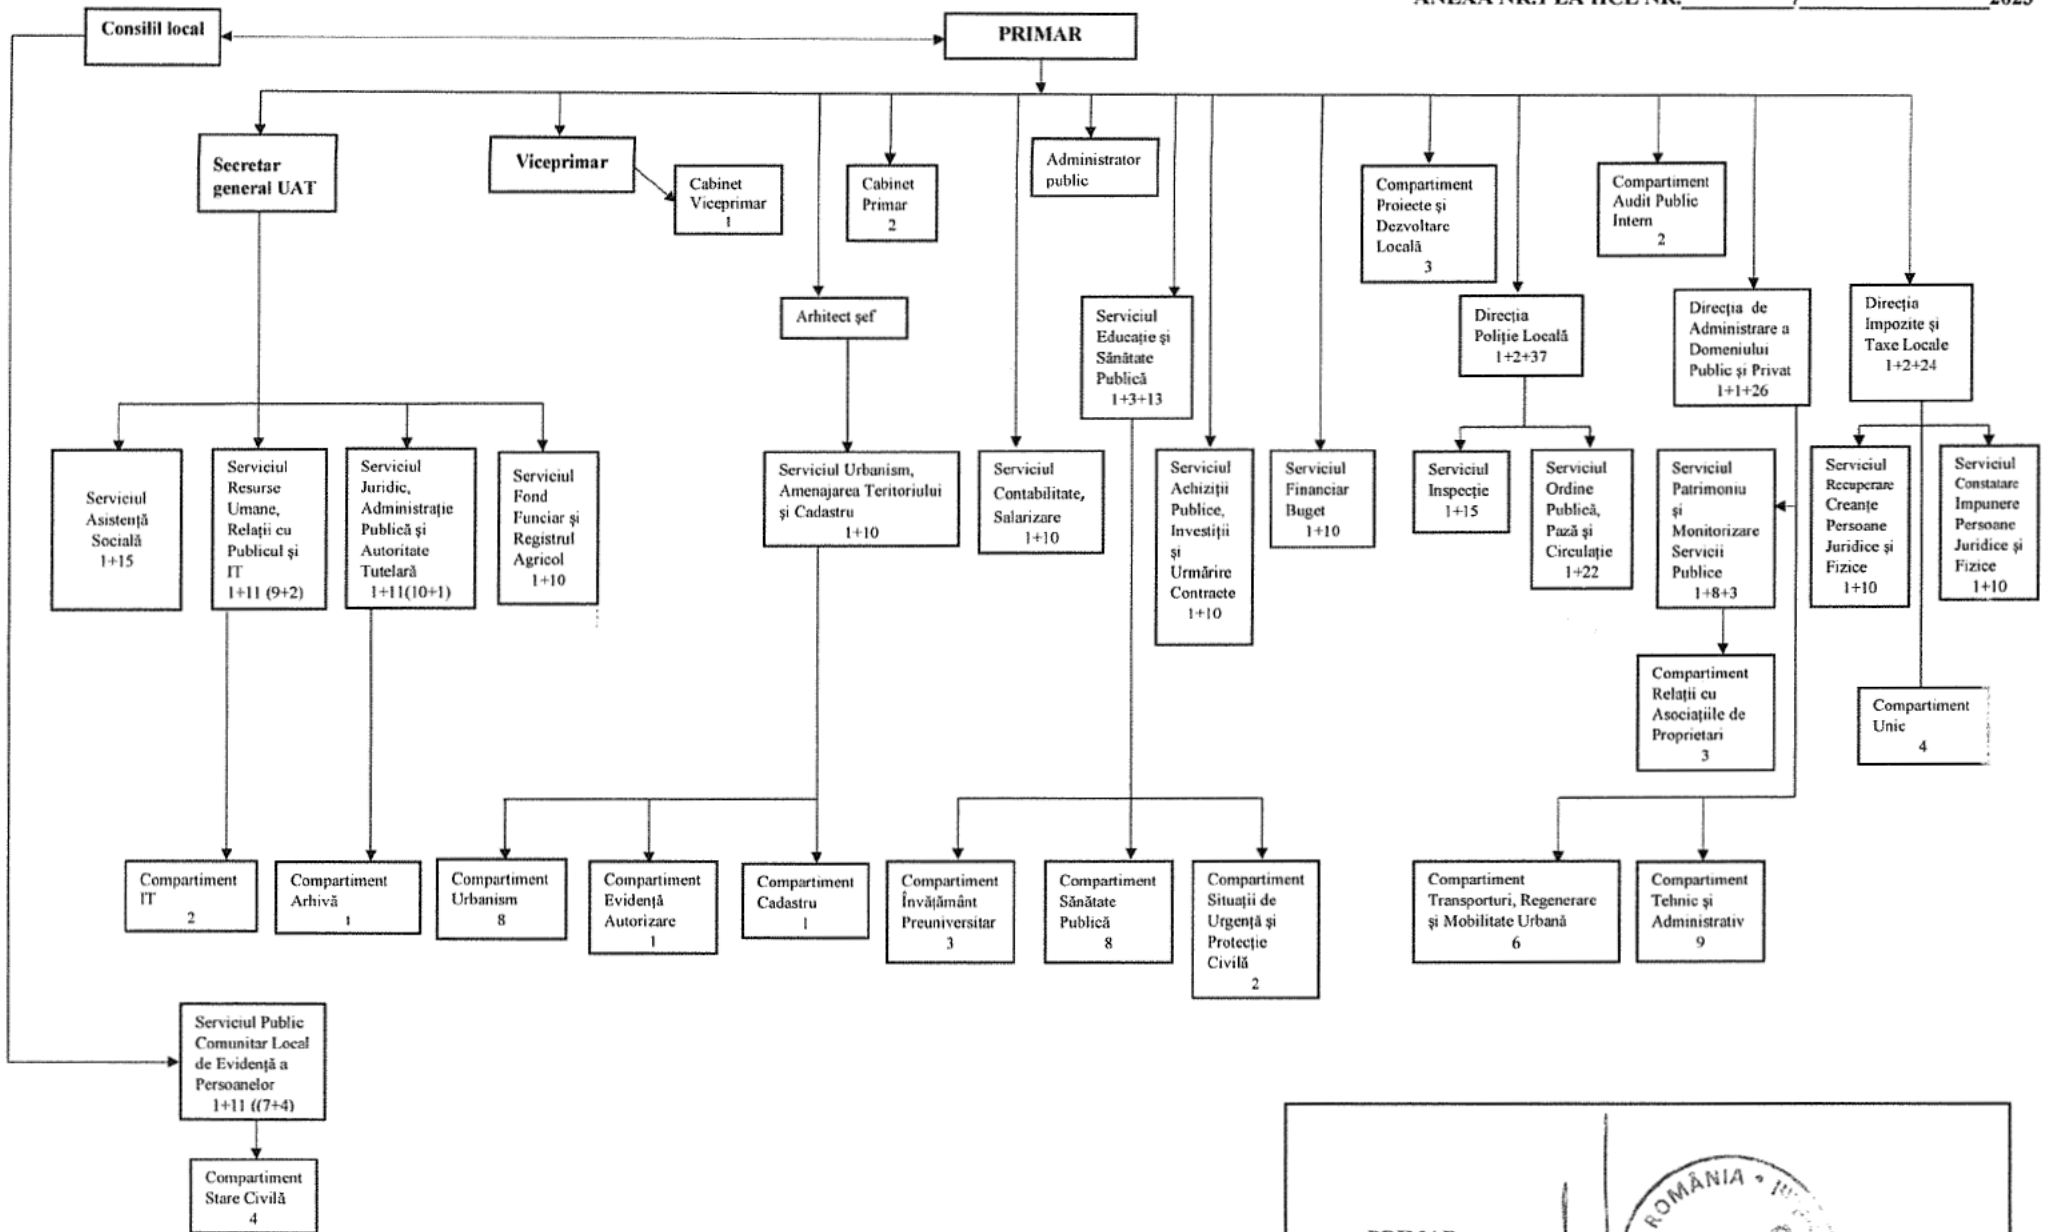 ANEXA NR.1 LA HCL NR.__________/__________________2023
Consilil local
PRIMAR
Secretar
general UAT
Viceprimar
Cabinet
Viceprimar
1
Cabinet
Primar
2
Administrator
public
Compartiment
Proiecte și
Dezvoltare
Locală
3
Compartiment
Audit Public
Intern
2
Arhitect șef
Serviciul
Educație și
Sănătate
Publică
1+3+13
Direcția
Poliție Locală
1+2+37
Direcția de
Administrare a
Domeniului
Public și Privat
1+1+26
Direcția
Impozite și
Taxe Locale
1+2+24
Serviciul
Asistență
Socială
1+15
Serviciul
Resurse
Umane,
Relații cu
Publicul și
IT
1+11 (9+2)
Serviciul
Juridic,
Administrație
Publică și
Autoritate
Tutelară
1+11(10+1)
Serviciul
Fond
Funciar și
Registrul
Agricol
1+10
Serviciul Urbanism,
Amenajarea Teritoriului
și Cadastru
1+10
Serviciul
Contabilitate,
Salarizare
1+10
Serviciul
Achiziții
Publice,
Investiții
și
Urmărire
Contracte
1+10
Serviciul
Financiar
Buget
1+10
Serviciul
Inspecție
1+15
Serviciul
Ordine
Publică,
Pază și
Circulație
1+22
Serviciul
Patrimoniu
și
Monitorizare
Servicii
Publice
1+8+3
Serviciul
Recuperare
Creanțe
Persoane
Juridice și
Fizice
1+10
Serviciul
Constatare
Impunere
Persoane
Juridice și
Fizice
1+10
Compartiment
Relații cu
Asociațiile de
Proprietari
3
Compartiment
Unic
4
Compartiment
IT
2
Compartiment
Arhivă
1
Compartiment
Urbanism
8
Compartiment
Evidență
Autorizare
1
Compartiment
Cadastru
1
Compartiment
Învățământ
Preuniversitar
3
Compartiment
Sănătate
Publică
8
Compartiment
Situații de
Urgență și
Protecție
Civilă
2
Compartiment
Transporturi, Regenerare
și Mobilitate Urbană
6
Compartiment
Tehnic și
Administrativ
9
Serviciul Public
Comunitar Local
de Evidență a
Persoanelor
1+11 ((7+4)
Compartiment
Stare Civilă
4
ROMÂNIA
PRIMAR